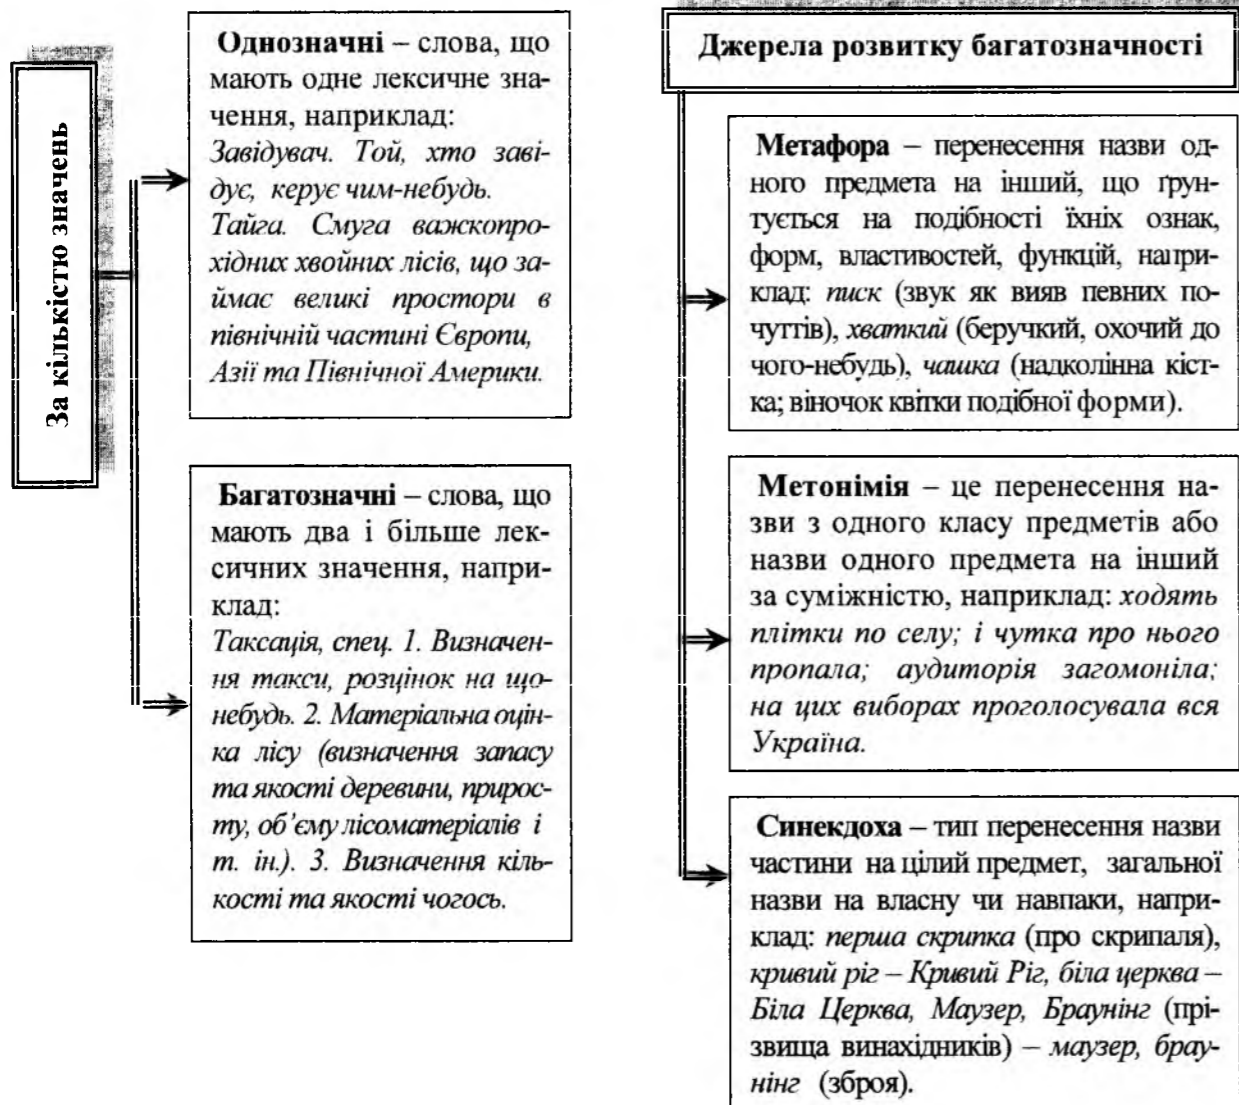 За кількістю значень
Однозначні – слова, що
мають одне лексичне зна-
чення, наприклад:
Завідувач. Той, хто заві-
дує, керує чим-небудь.
Тайга. Смуга важкопро-
хідних хвойних лісів, що за-
ймає великі простори в
північній частині Європи,
Азії та Північної Америки.
Багатозначні – слова, що
мають два і більше лек-
сичних значення, напри-
клад:
Таксація, спец. 1. Визначен-
ня такси, розцінок на що-
небудь. 2. Матеріальна оцін-
ка лісу (визначення запасу
та якості деревини, прирос-
ту, об’єму лісоматеріалів і
т. ін.). 3. Визначення кіль-
кості та якості чогось.
Джерела розвитку багатозначності
Метафора – перенесення назви од-
ного предмета на інший, що ґрун-
тується на подібності їхніх ознак,
форм, властивостей, функцій, напри-
клад: писк (звук як вияв певних по-
чуттів), хваткий (беручкий, охочий до
чого-небудь), чашка (надколінна кіст-
ка; віночок квітки подібної форми).
Метонімія – це перенесення на-
зви з одного класу предметів або
назви одного предмета на інший
за суміжністю, наприклад: ходять
плітки по селу; і чутка про нього
пропала; аудиторія загомоніла;
на цих виборах проголосувала вся
Україна.
Синекдоха – тип перенесення назви
частини на цілий предмет, загальної
назви на власну чи навпаки, напри-
клад: перша скрипка (про скрипаля),
кривий ріг – Кривий Ріг, біла церква –
Біла Церква, Маузер, Браунінг (прі-
звища винахідників) – маузер, брау-
нінг (зброя).